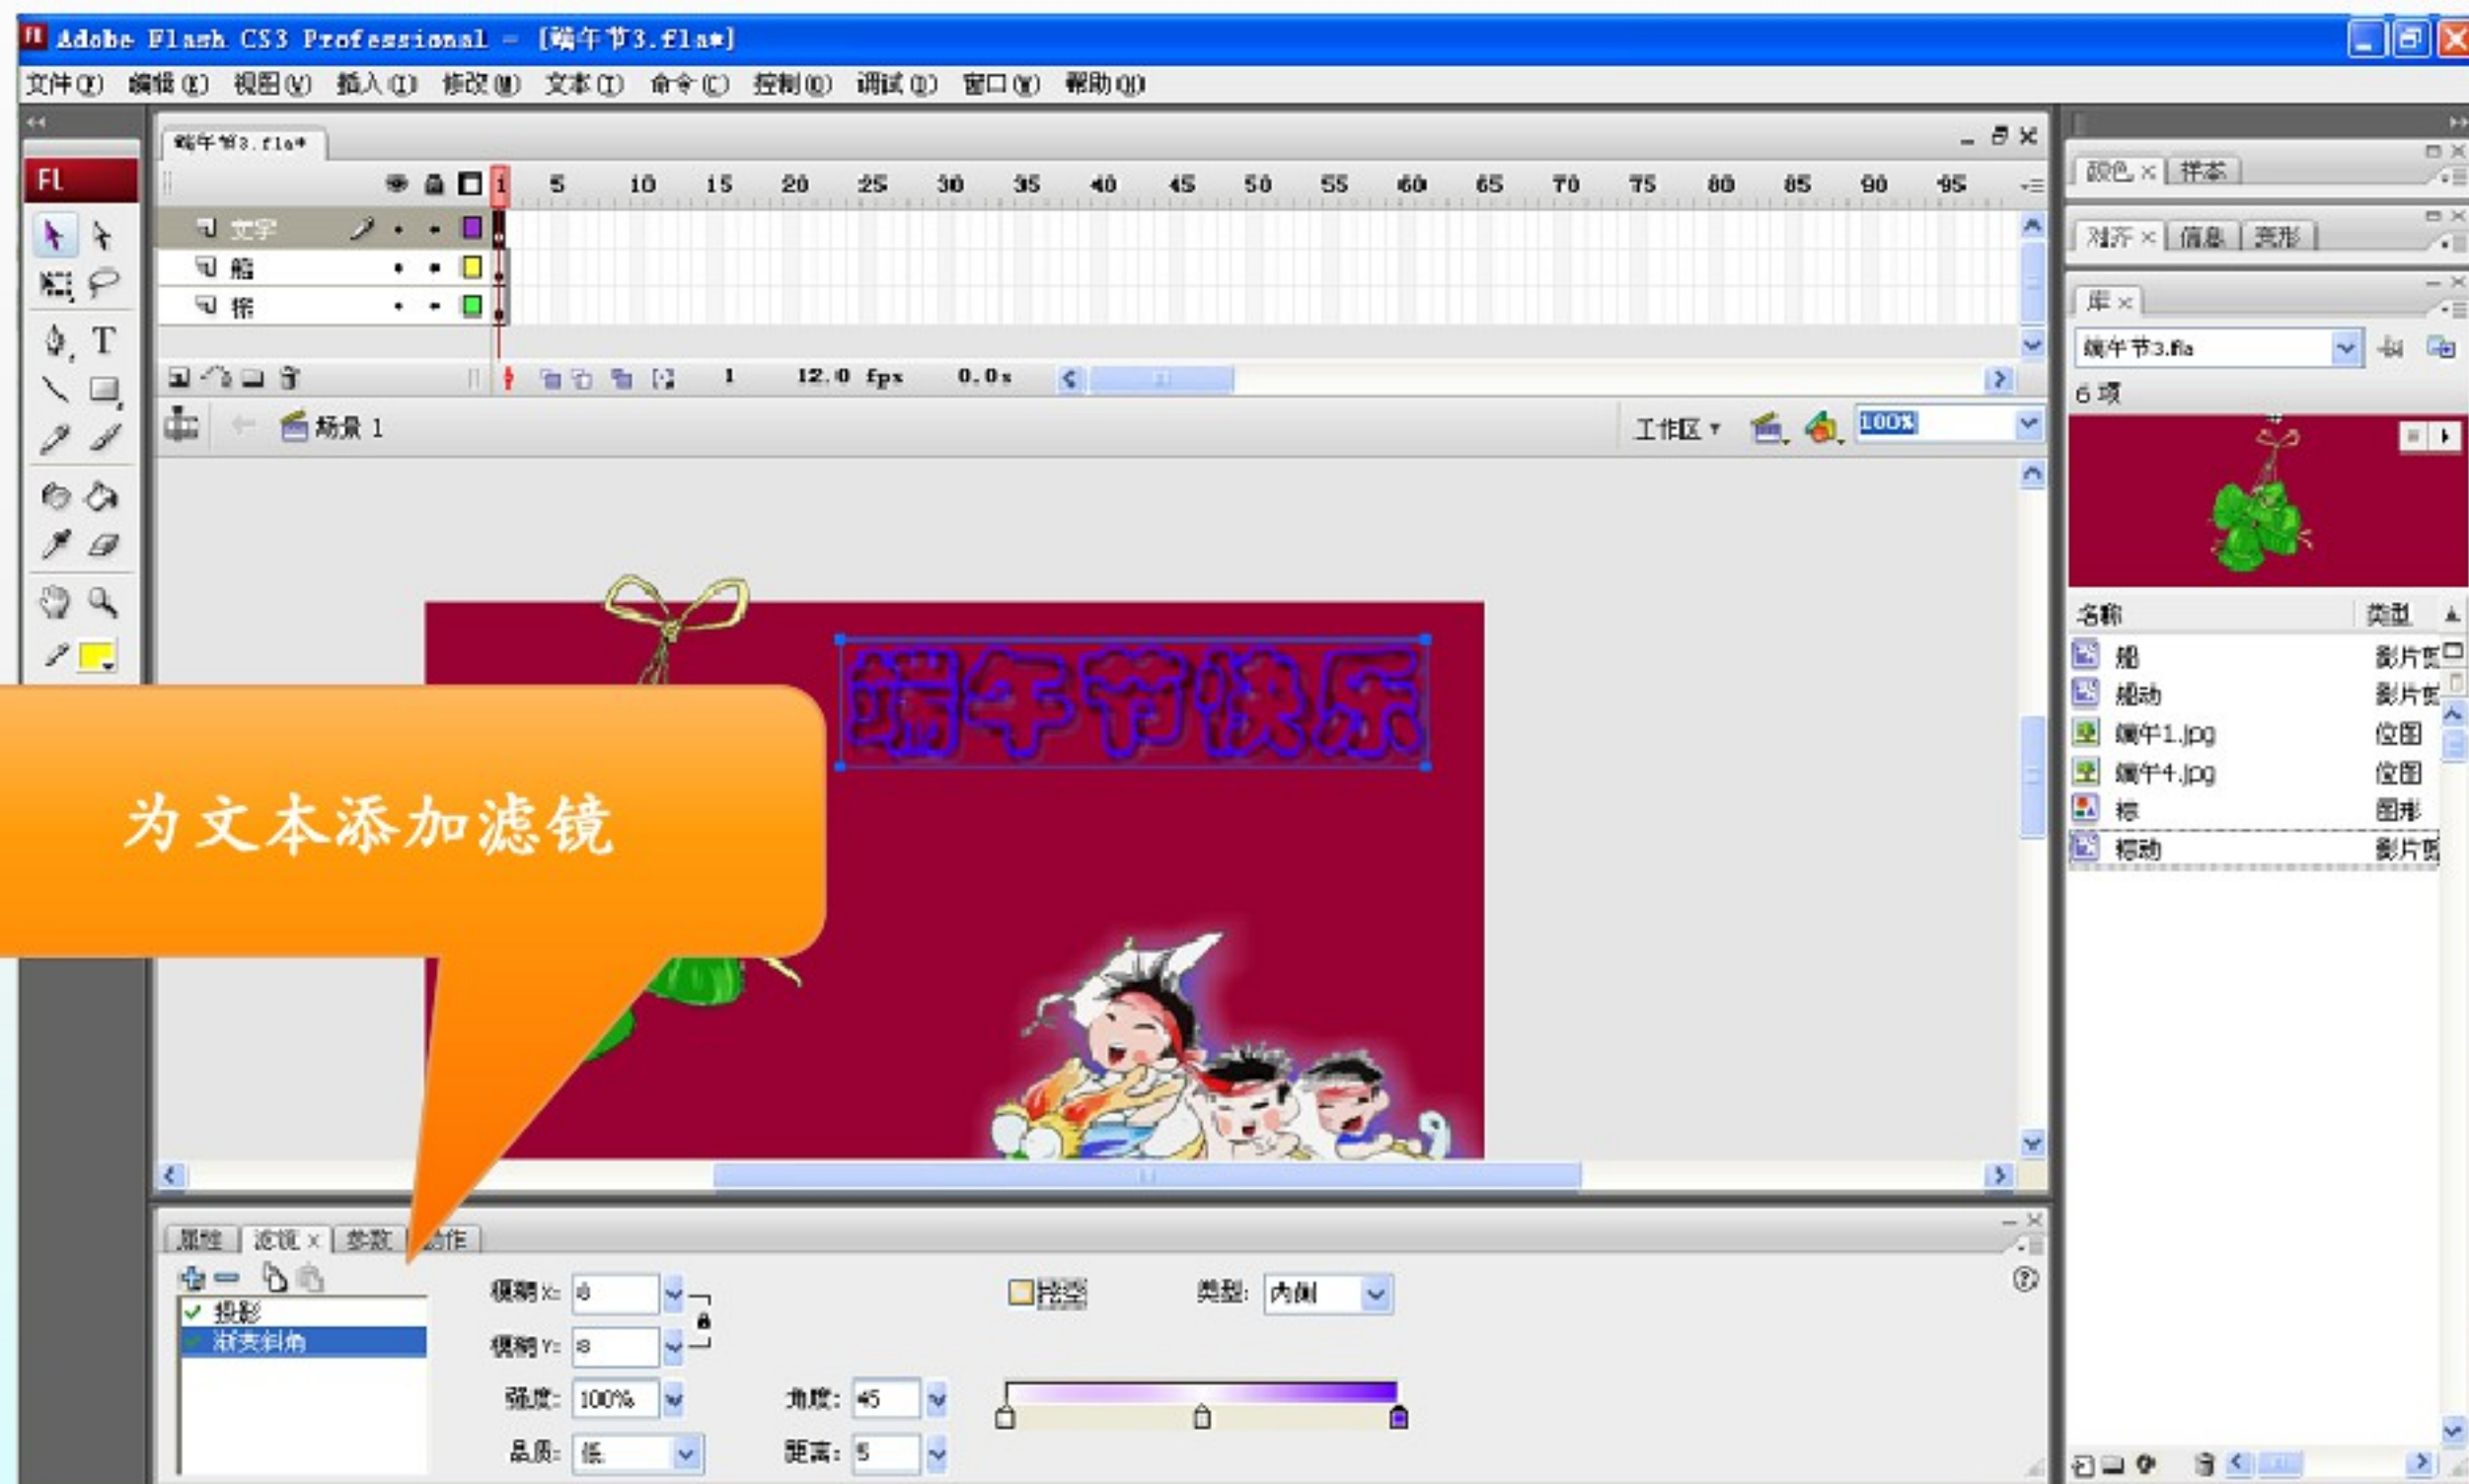 Adobe Flash CS3 Professional - [端午节3.fla*]
文件(F) 编辑(E) 视图(V) 插入(I) 修改(M) 文本(T) 命令(C) 控制(O) 调试(D) 窗口(W) 帮助(H)
端午节3.fla*
FL
1 5 10 15 20 25 30 35 40 45 50 55 60 65 70 75 80 85 90 95
文字
船
T
1 12.0 fps 0.0s
场景 1
工作区 100%
端午节快乐
为文本添加滤镜
颜色 × 样本
对齐 × 信息 变形
库 ×
端午节3.fla
6 项
名称 类型
船 影片剪
船动 影片剪
端午1.jpg 位图
端午4.jpg 位图
粽 图形
粽动 影片剪
属性 滤镜 × 参数 动作
投影
渐变斜角
模糊 X: 8
挖空
类型: 内侧
模糊 Y: 8
强度: 100% 角度: 45
品质: 低 距离: 5